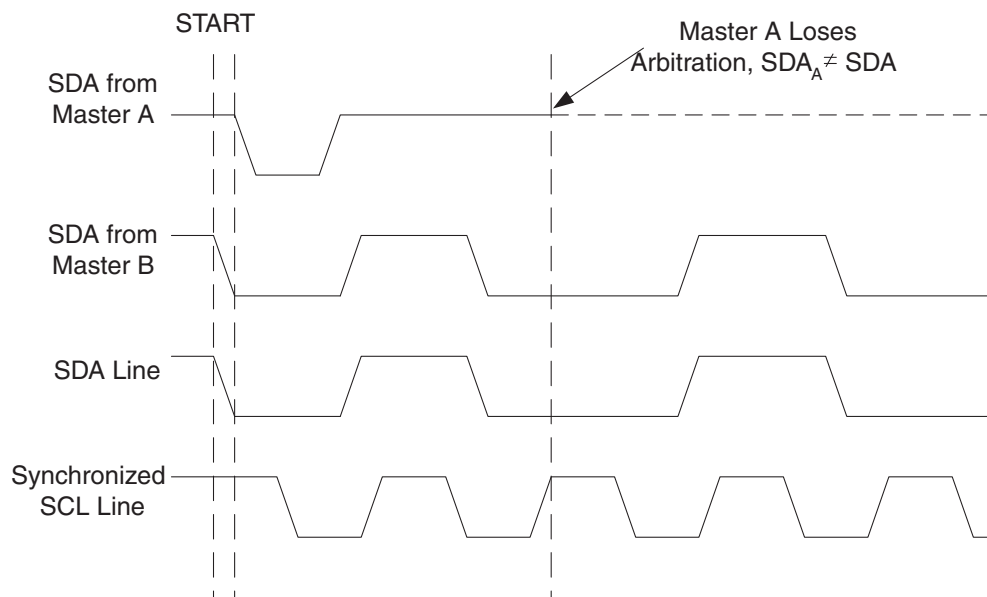 START
Master A Loses
Arbitration, SDA_A ≠ SDA
SDA from
Master A
SDA from
Master B
SDA Line
Synchronized
SCL Line